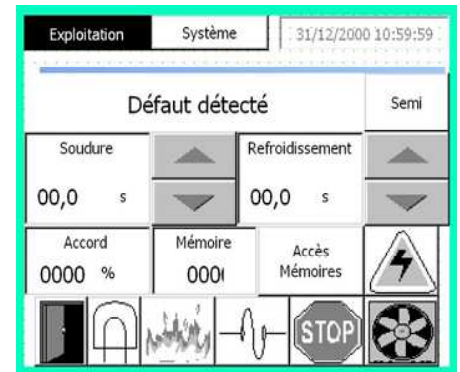 Exploitation Système 31/12/2000 10:59:59
Défaut détecté Semi
Soudure Refroidissement
00,0 s 00,0 s
Accord Mémoire Accès
0000 % 000 Mémoires
STOP